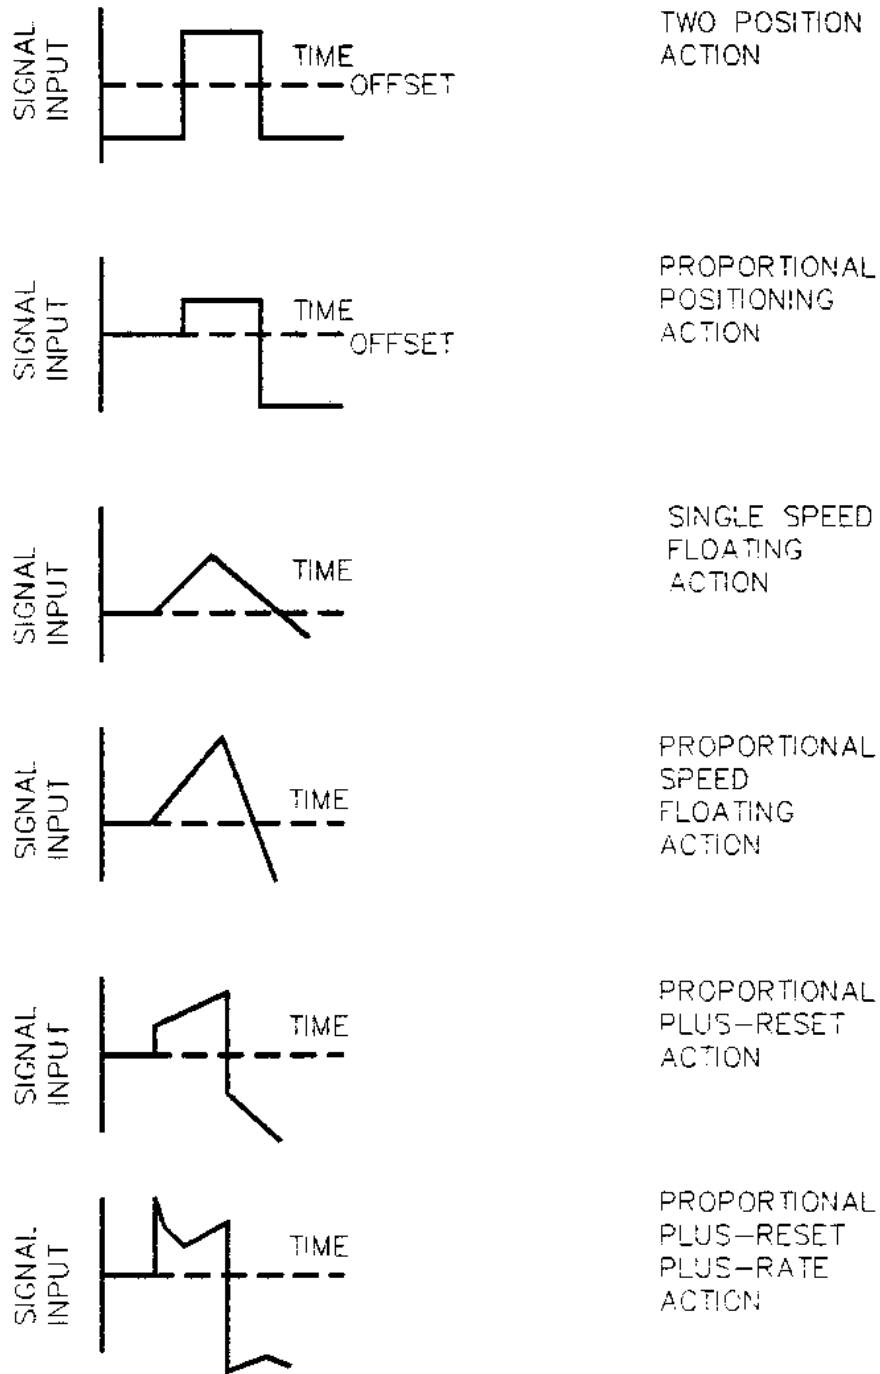 SIGNAL
INPUT
TIME
OFFSET
TWO POSITION
ACTION
SIGNAL
INPUT
TIME
OFFSET
PROPORTIONAL
POSITIONING
ACTION
SIGNAL
INPUT
TIME
SINGLE SPEED
FLOATING
ACTION
SIGNAL
INPUT
TIME
PROPORTIONAL
SPEED
FLOATING
ACTION
SIGNAL
INPUT
TIME
PROPORTIONAL
PLUS-RESET
ACTION
SIGNAL
INPUT
TIME
PROPORTIONAL
PLUS-RESET
PLUS-RATE
ACTION